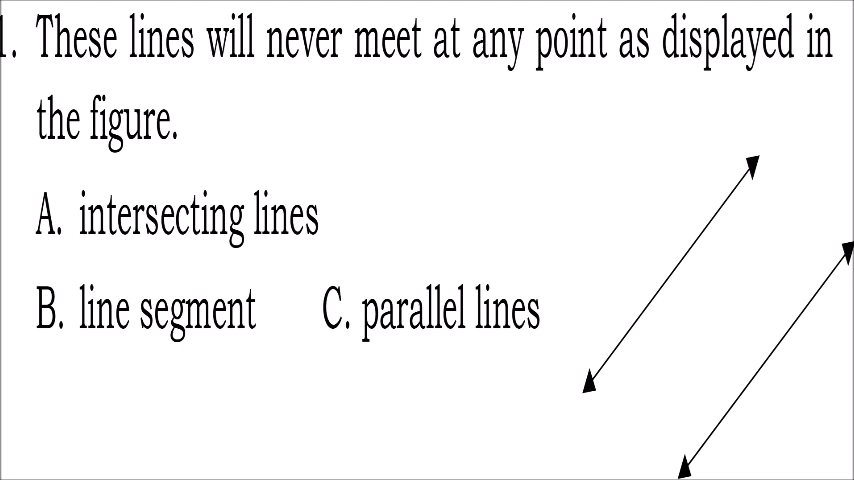 1. These lines will never meet at any point as displayed in
the figure.
A. intersecting lines
B. line segment C. parallel lines